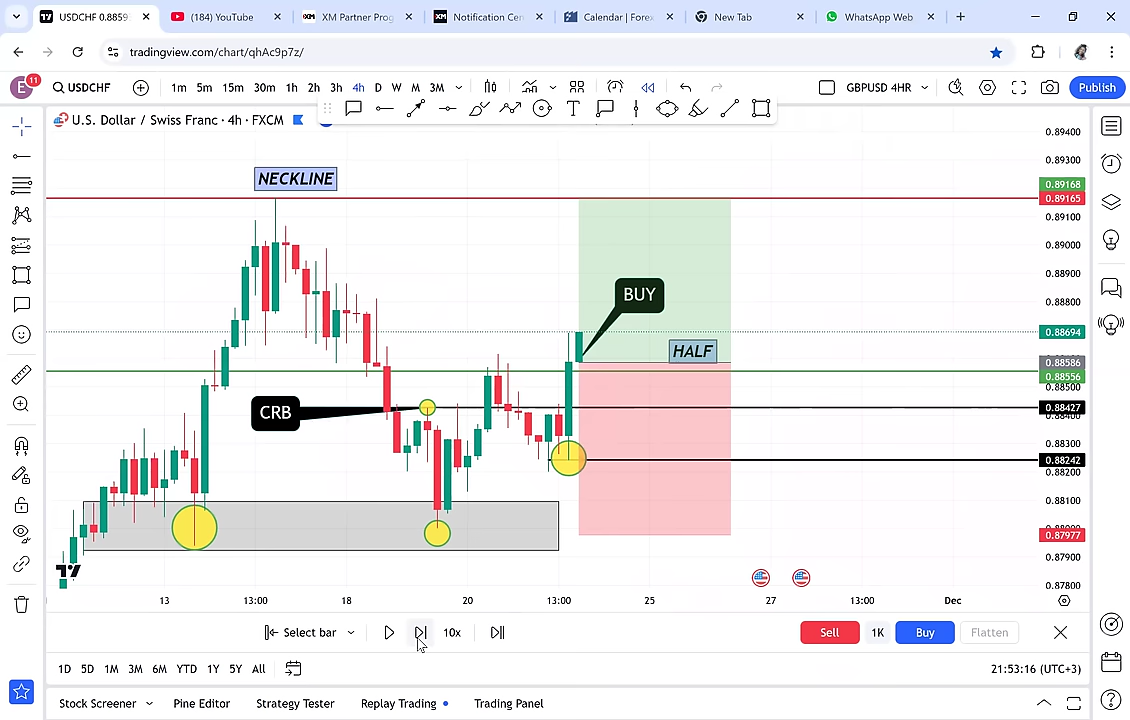 USDCHF 0.8859
(184) YouTube
XM XM Partner Prog
XM Notification Cen
Calendar | Forex
New Tab
WhatsApp Web
tradingview.com/chart/qhAc9p7z/
E 11
USDCHF
1m 5m 15m 30m 1h 2h 3h 4h D W M 3M
GBPUSD 4HR
Publish
U.S. Dollar / Swiss Franc · 4h · FXCM
NECKLINE
BUY
HALF
CRB
0.89400
0.89300
0.89168
0.89165
0.89100
0.89000
0.88900
0.88800
0.88694
0.88586
0.88556
0.88500
0.88427
0.88400
0.88300
0.88242
0.88200
0.88100
0.87977
0.87900
0.87800
13 13:00 18 20 13:00 25 27 13:00 Dec
Select bar
10x
Sell
1K
Buy
Flatten
1D 5D 1M 3M 6M YTD 1Y 5Y All
21:53:16 (UTC+3)
Stock Screener
Pine Editor
Strategy Tester
Replay Trading
Trading Panel